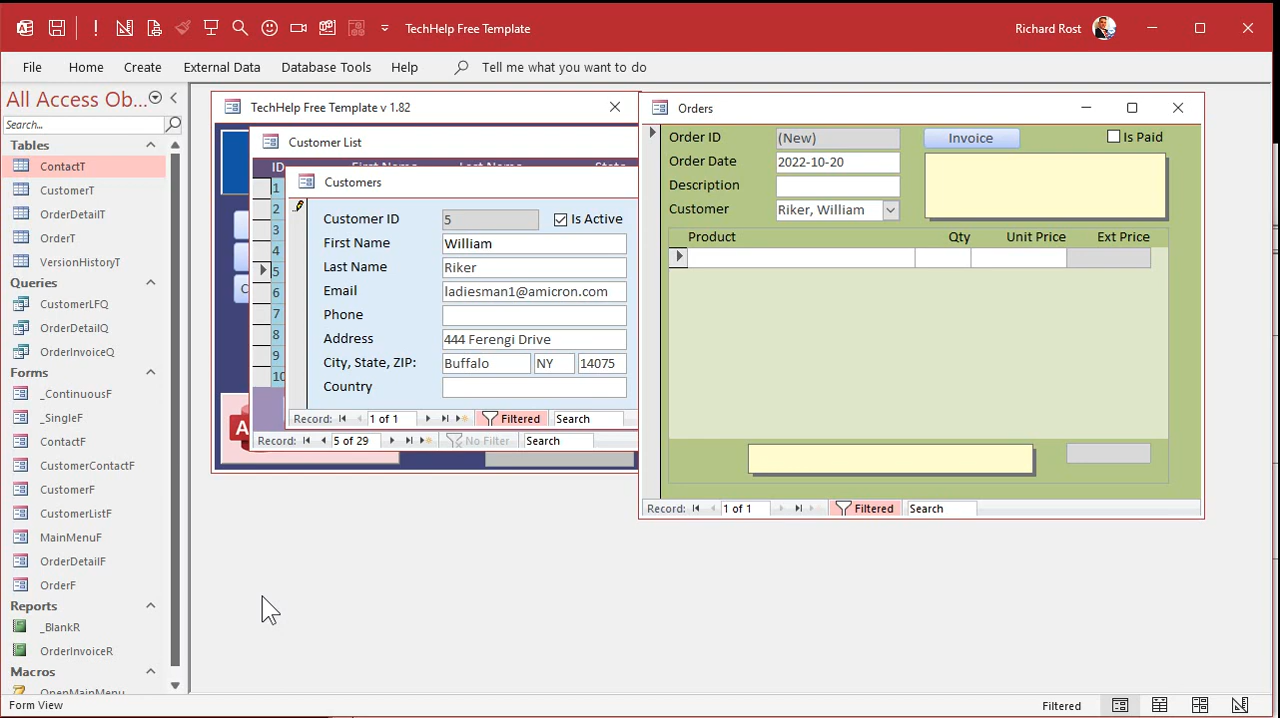 TechHelp Free Template
Richard Rost
File
Home
Create
External Data
Database Tools
Help
Tell me what you want to do
All Access Ob...
Search...
Tables
ContactT
CustomerT
OrderDetailT
OrderT
VersionHistoryT
Queries
CustomerLFQ
OrderDetailQ
OrderInvoiceQ
Forms
_ContinuousF
_SingleF
ContactF
CustomerContactF
CustomerF
CustomerListF
MainMenuF
OrderDetailF
OrderF
Reports
_BlankR
OrderInvoiceR
Macros
OpenMainMenu
TechHelp Free Template v 1.82
Customer List
ID
First Name
Last Name
State
1
2
3
4
5
6
7
8
9
10
Customers
Customer ID 5 Is Active
First Name William
Last Name Riker
Email ladiesman1@amicron.com
Phone
Address 444 Ferengi Drive
City, State, ZIP: Buffalo NY 14075
Country
Record: 1 of 1 Filtered Search
Record: 5 of 29 No Filter Search
Orders
Order ID (New) Invoice Is Paid
Order Date 2022-10-20
Description
Customer Riker, William
Product Qty Unit Price Ext Price
Record: 1 of 1 Filtered Search
Form View
Filtered